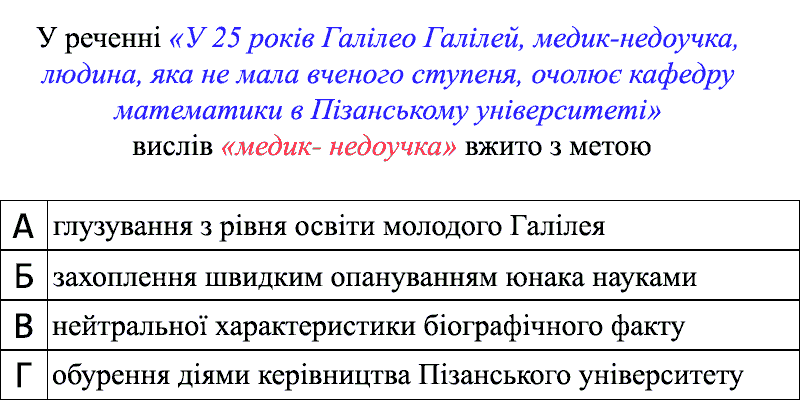 У реченні «У 25 років Галілео Галілей, медик-недоучка,
людина, яка не мала вченого ступеня, очолює кафедру
математики в Пізанському університеті»
вислів «медик- недоучка» вжито з метою
А глузування з рівня освіти молодого Галілея
Б захоплення швидким опануванням юнака науками
В нейтральної характеристики біографічного факту
Г обурення діями керівництва Пізанського університету